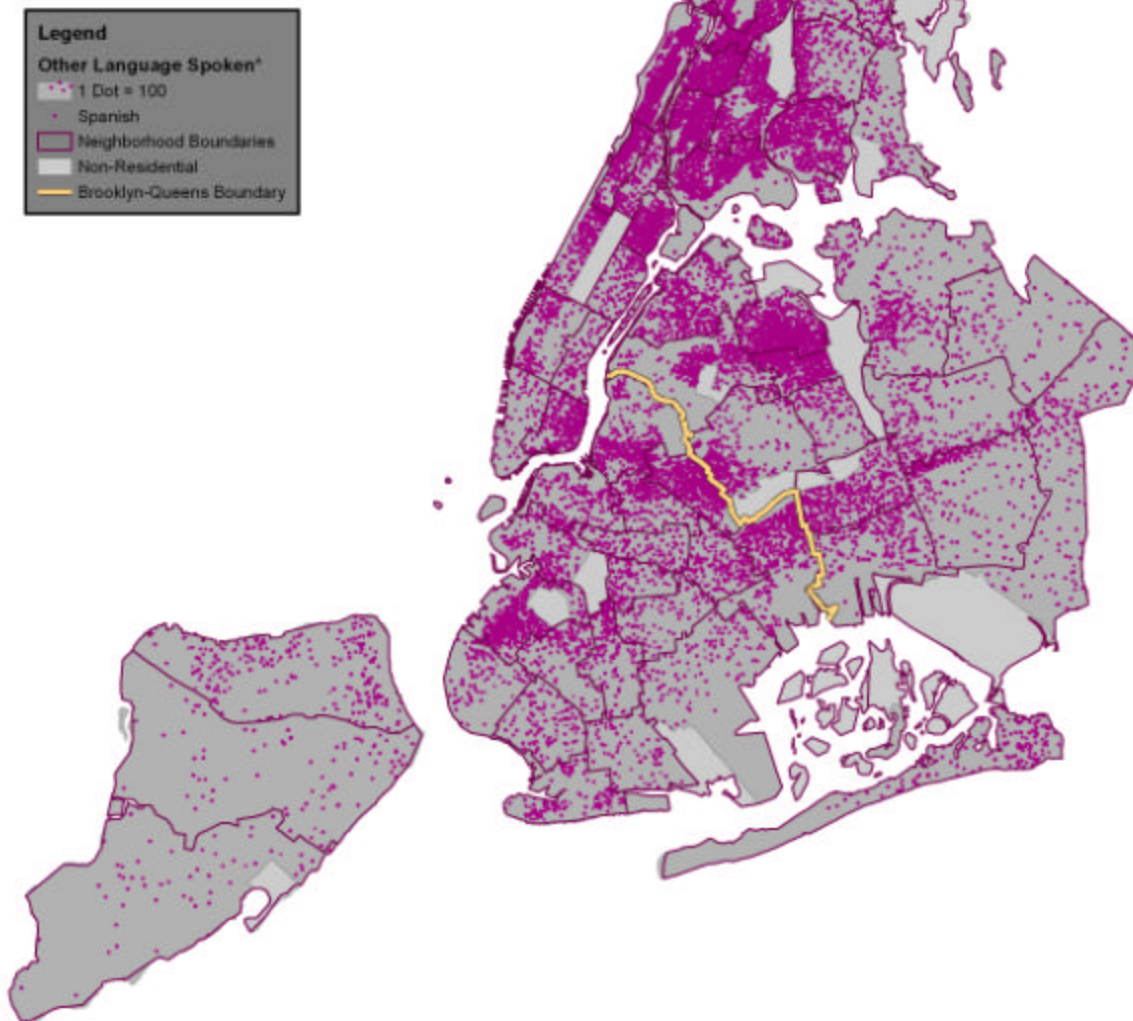 Legend
Other Language Spoken^
1 Dot = 100
Spanish
Neighborhood Boundaries
Non-Residential
Brooklyn-Queens Boundary